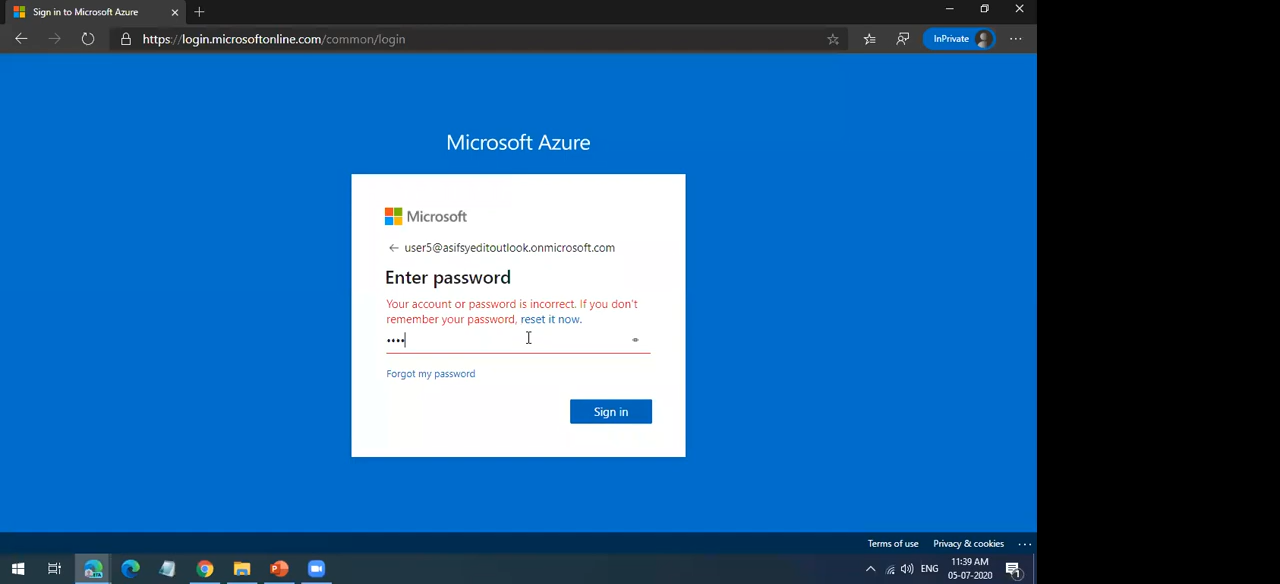 Sign in to Microsoft Azure
https://login.microsoftonline.com/common/login
InPrivate
Microsoft Azure
Microsoft
user5@asifsyeditoutlook.onmicrosoft.com
Enter password
Your account or password is incorrect. If you don't
remember your password, reset it now.
••••
Forgot my password
Sign in
Terms of use Privacy & cookies ...
ENG 11:39 AM
05-07-2020
1